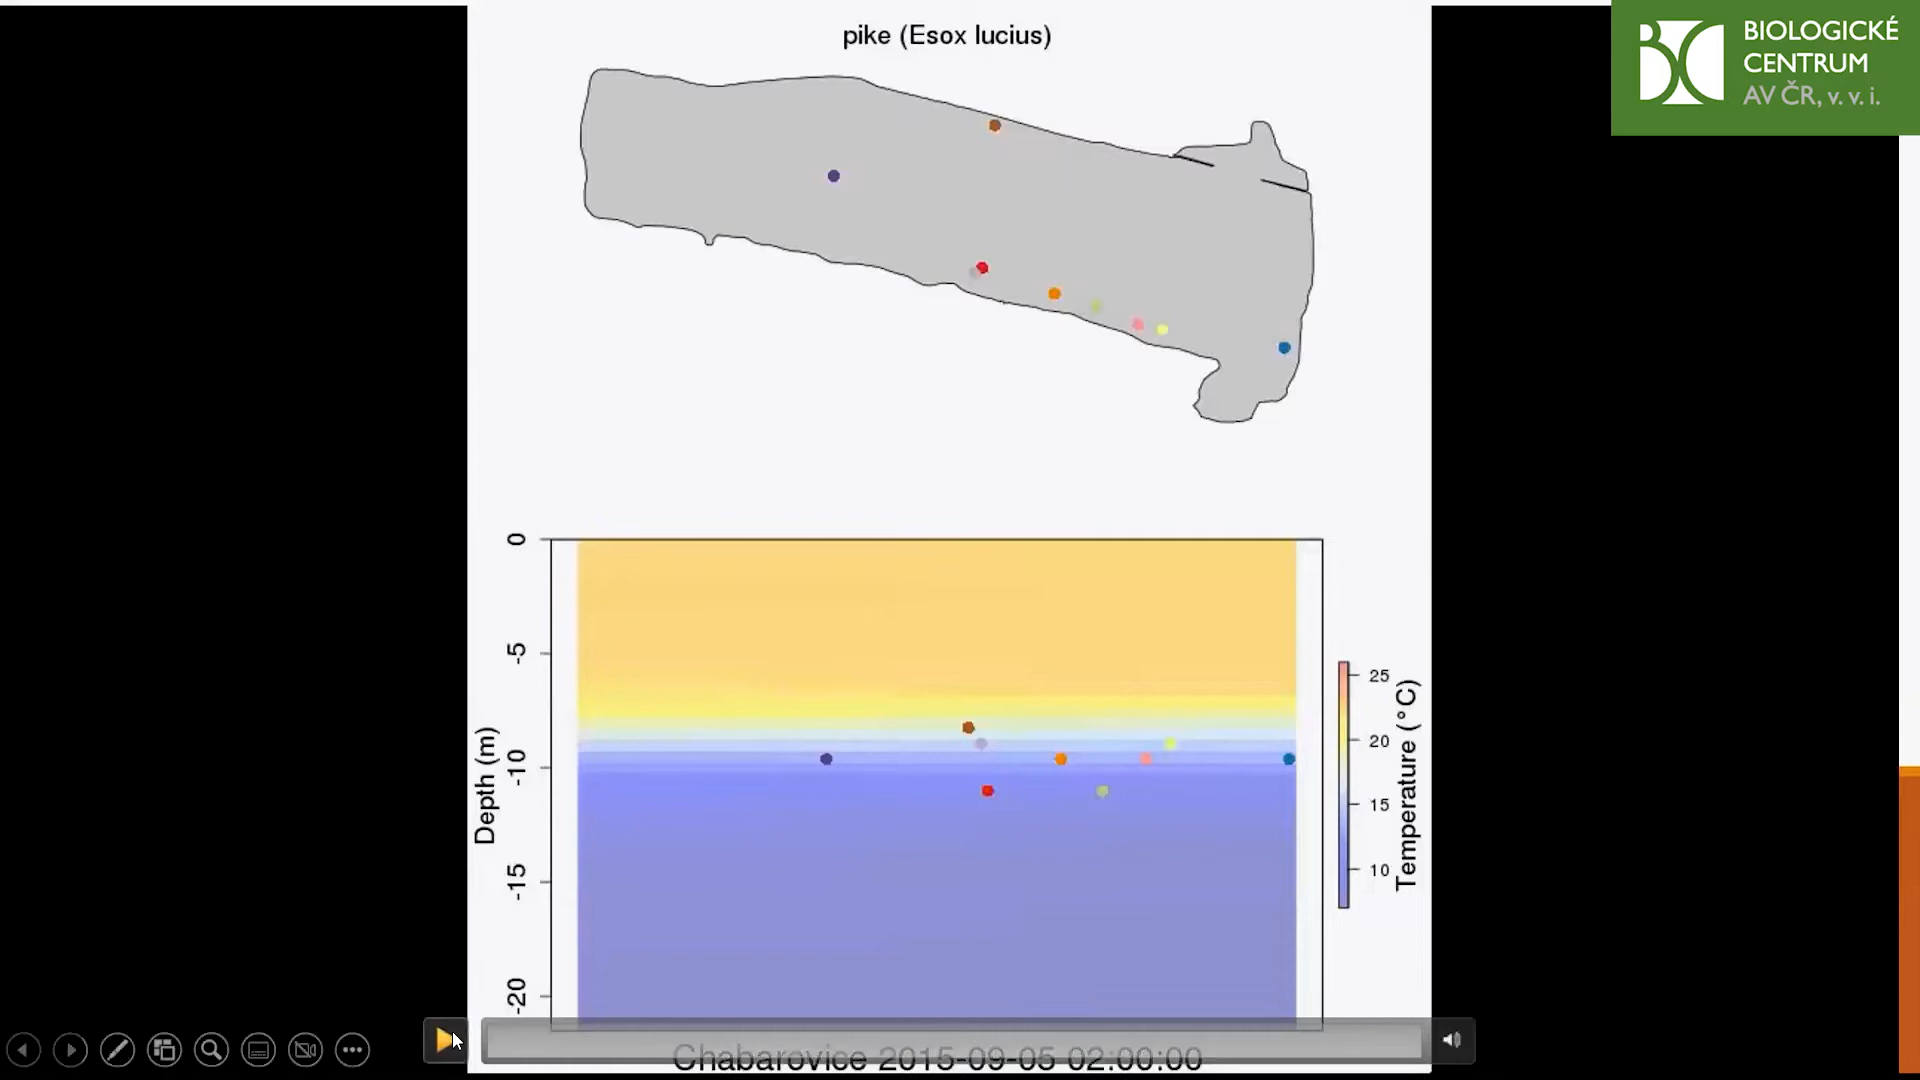 pike (Esox lucius)
BIOLOGICKÉ
CENTRUM
AV ČR, v. v. i.
0
-5
-10
-15
-20
Depth (m)
25
20
15
10
Temperature (°C)
Chabarovice 2015-09-05 02:00:00